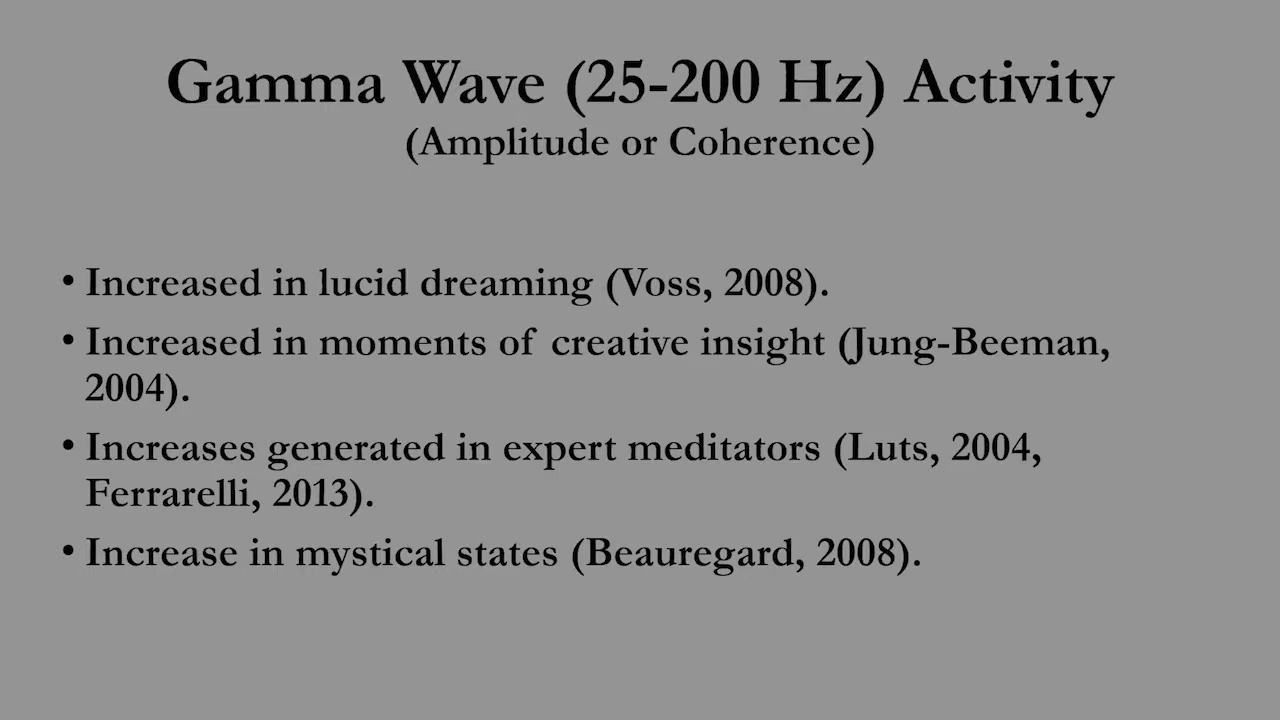 Gamma Wave (25-200 Hz) Activity
(Amplitude or Coherence)
• Increased in lucid dreaming (Voss, 2008).
• Increased in moments of creative insight (Jung-Beeman,
2004).
• Increases generated in expert meditators (Luts, 2004,
Ferrarelli, 2013).
• Increase in mystical states (Beauregard, 2008).